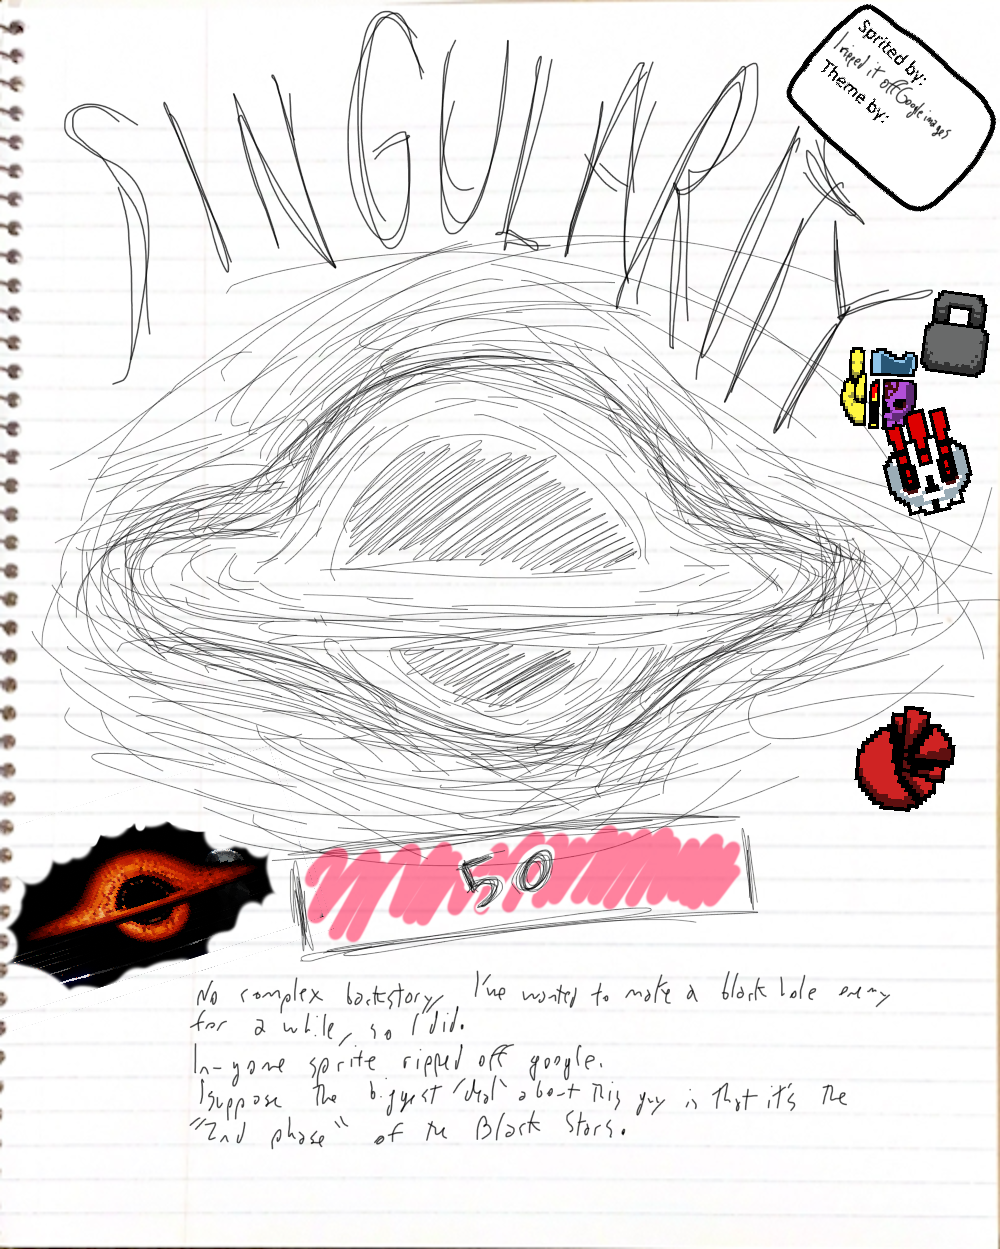 SINGULARITY
Sprited by:
I ripped it off Google images
Theme by:
50
No complex backstory, I've wanted to make a black hole enemy
for a while, so I did.
In-game sprite ripped off google.
I suppose the biggest "deal" about this guy is that it's the
"2nd phase" of the Black Stars.